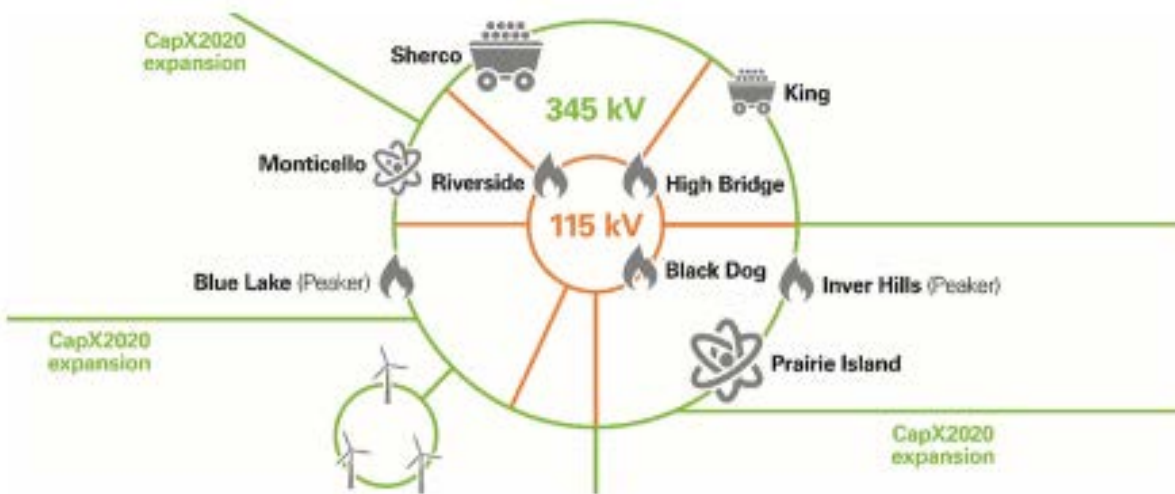 CapX2020
expansion
Sherco
345 kV
King
Monticello
Riverside
High Bridge
115 kV
Black Dog
Blue Lake (Peaker)
Inver Hills (Peaker)
CapX2020
expansion
Prairie Island
CapX2020
expansion